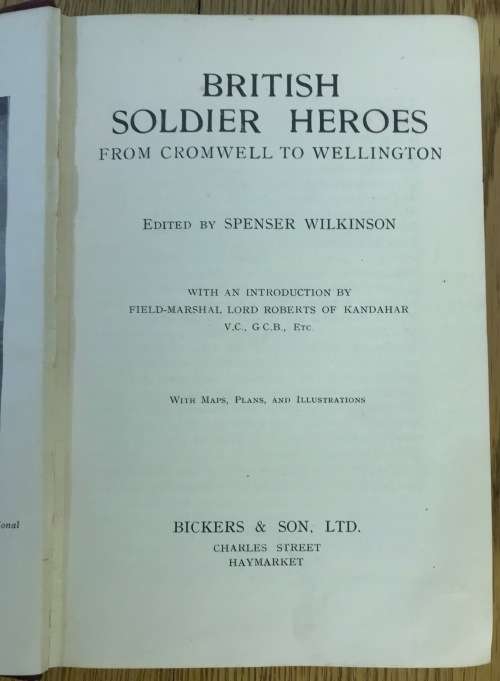 BRITISH
SOLDIER HEROES
FROM CROMWELL TO WELLINGTON
EDITED BY SPENSER WILKINSON
WITH AN INTRODUCTION BY
FIELD-MARSHAL LORD ROBERTS OF KANDAHAR
V.C., G C.B., ETC.
WITH MAPS, PLANS, AND ILLUSTRATIONS
ional
BICKERS & SON, LTD.
CHARLES STREET
HAYMARKET